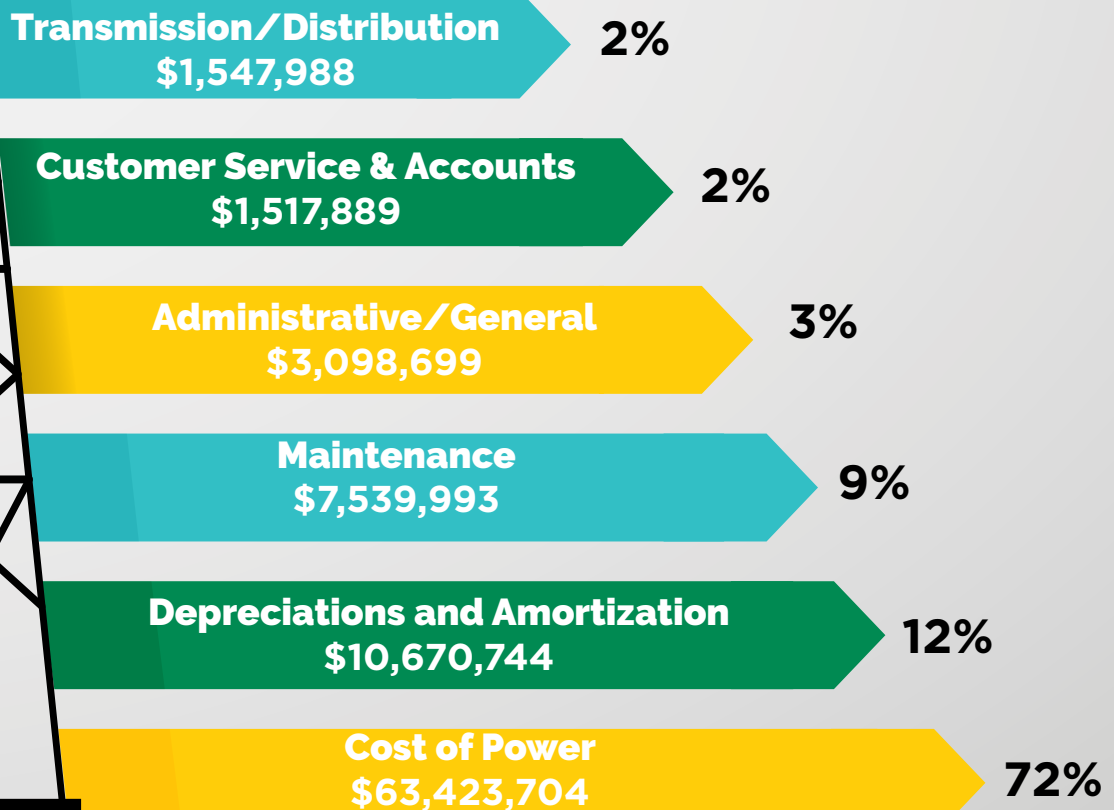 Transmission/Distribution
$1,547,988
2%
Customer Service & Accounts
$1,517,889
2%
Administrative/General
$3,098,699
3%
Maintenance
$7,539,993
9%
Depreciations and Amortization
$10,670,744
12%
Cost of Power
$63,423,704
72%